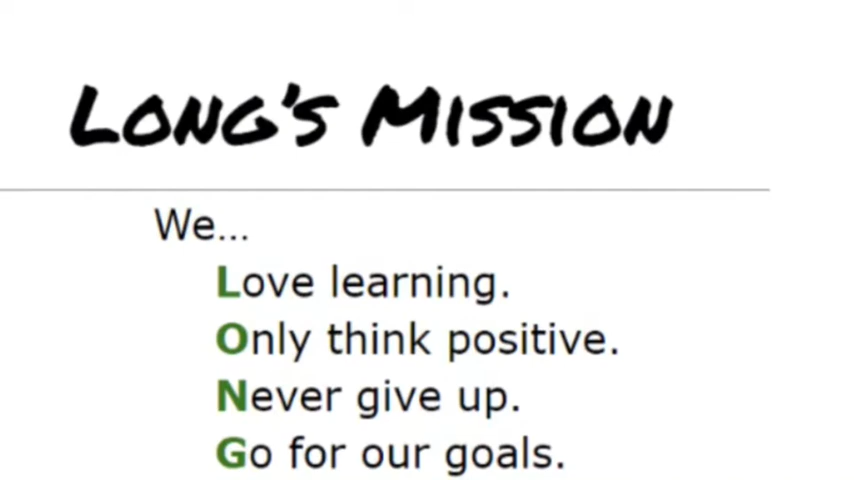 Long's Mission
We...
Love learning.
Only think positive.
Never give up.
Go for our goals.